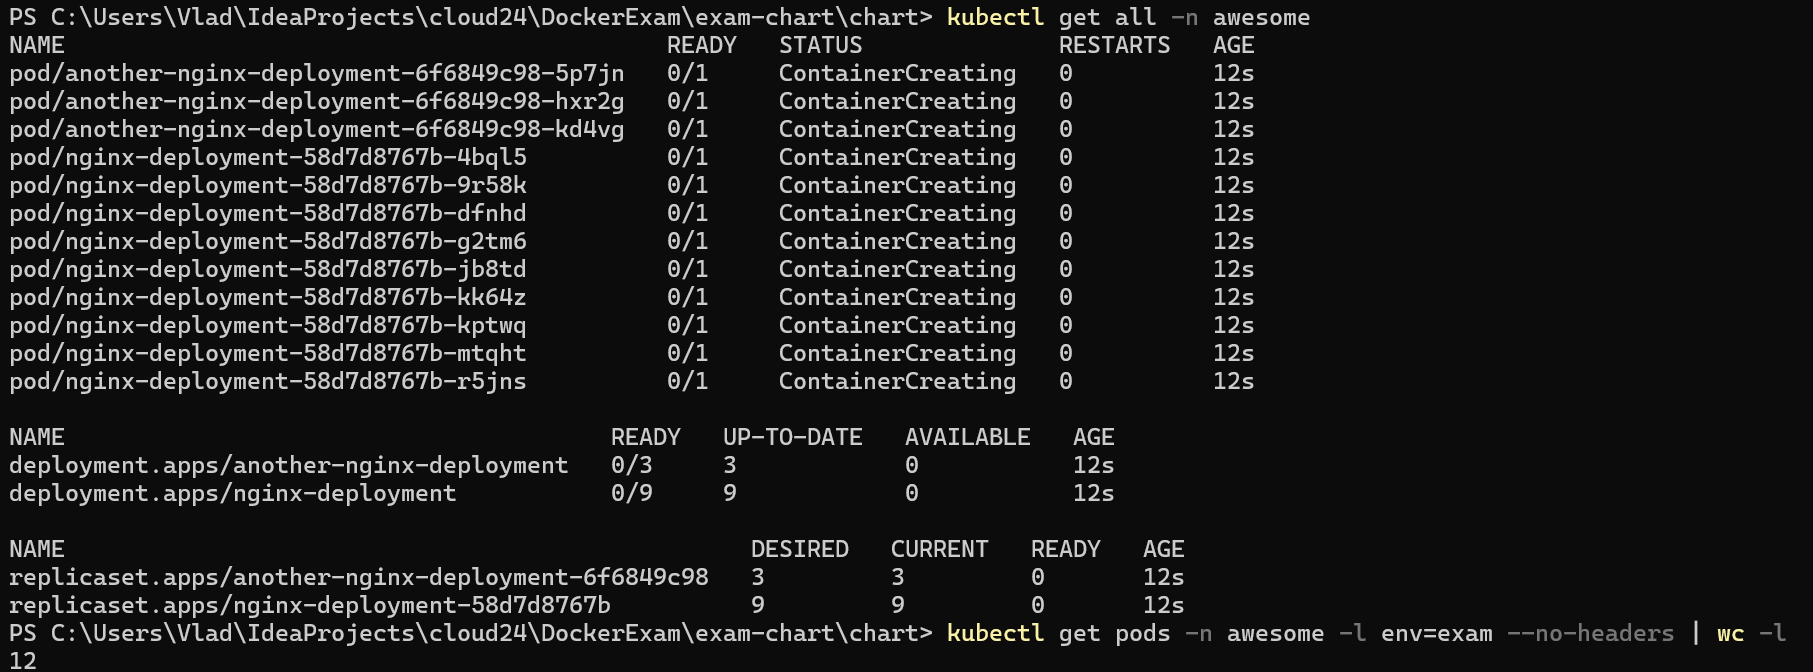 PS C:\Users\Vlad\IdeaProjects\cloud24\DockerExam\exam-chart\chart> kubectl get all -n awesome
NAME READY STATUS RESTARTS AGE
pod/another-nginx-deployment-6f6849c98-5p7jn 0/1 ContainerCreating 0 12s
pod/another-nginx-deployment-6f6849c98-hxr2g 0/1 ContainerCreating 0 12s
pod/another-nginx-deployment-6f6849c98-kd4vg 0/1 ContainerCreating 0 12s
pod/nginx-deployment-58d7d8767b-4bql5 0/1 ContainerCreating 0 12s
pod/nginx-deployment-58d7d8767b-9r58k 0/1 ContainerCreating 0 12s
pod/nginx-deployment-58d7d8767b-dfnhd 0/1 ContainerCreating 0 12s
pod/nginx-deployment-58d7d8767b-g2tm6 0/1 ContainerCreating 0 12s
pod/nginx-deployment-58d7d8767b-jb8td 0/1 ContainerCreating 0 12s
pod/nginx-deployment-58d7d8767b-kk64z 0/1 ContainerCreating 0 12s
pod/nginx-deployment-58d7d8767b-kptwq 0/1 ContainerCreating 0 12s
pod/nginx-deployment-58d7d8767b-mtqht 0/1 ContainerCreating 0 12s
pod/nginx-deployment-58d7d8767b-r5jns 0/1 ContainerCreating 0 12s
NAME READY UP-TO-DATE AVAILABLE AGE
deployment.apps/another-nginx-deployment 0/3 3 0 12s
deployment.apps/nginx-deployment 0/9 9 0 12s
NAME DESIRED CURRENT READY AGE
replicaset.apps/another-nginx-deployment-6f6849c98 3 3 0 12s
replicaset.apps/nginx-deployment-58d7d8767b 9 9 0 12s
PS C:\Users\Vlad\IdeaProjects\cloud24\DockerExam\exam-chart\chart> kubectl get pods -n awesome -l env=exam --no-headers | wc -l
12